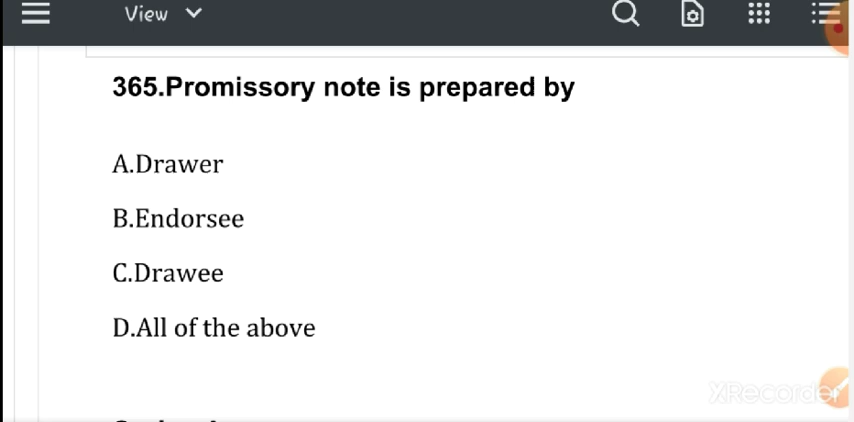 View
365.Promissory note is prepared by
A.Drawer
B.Endorsee
C.Drawee
D.All of the above
XRecorder